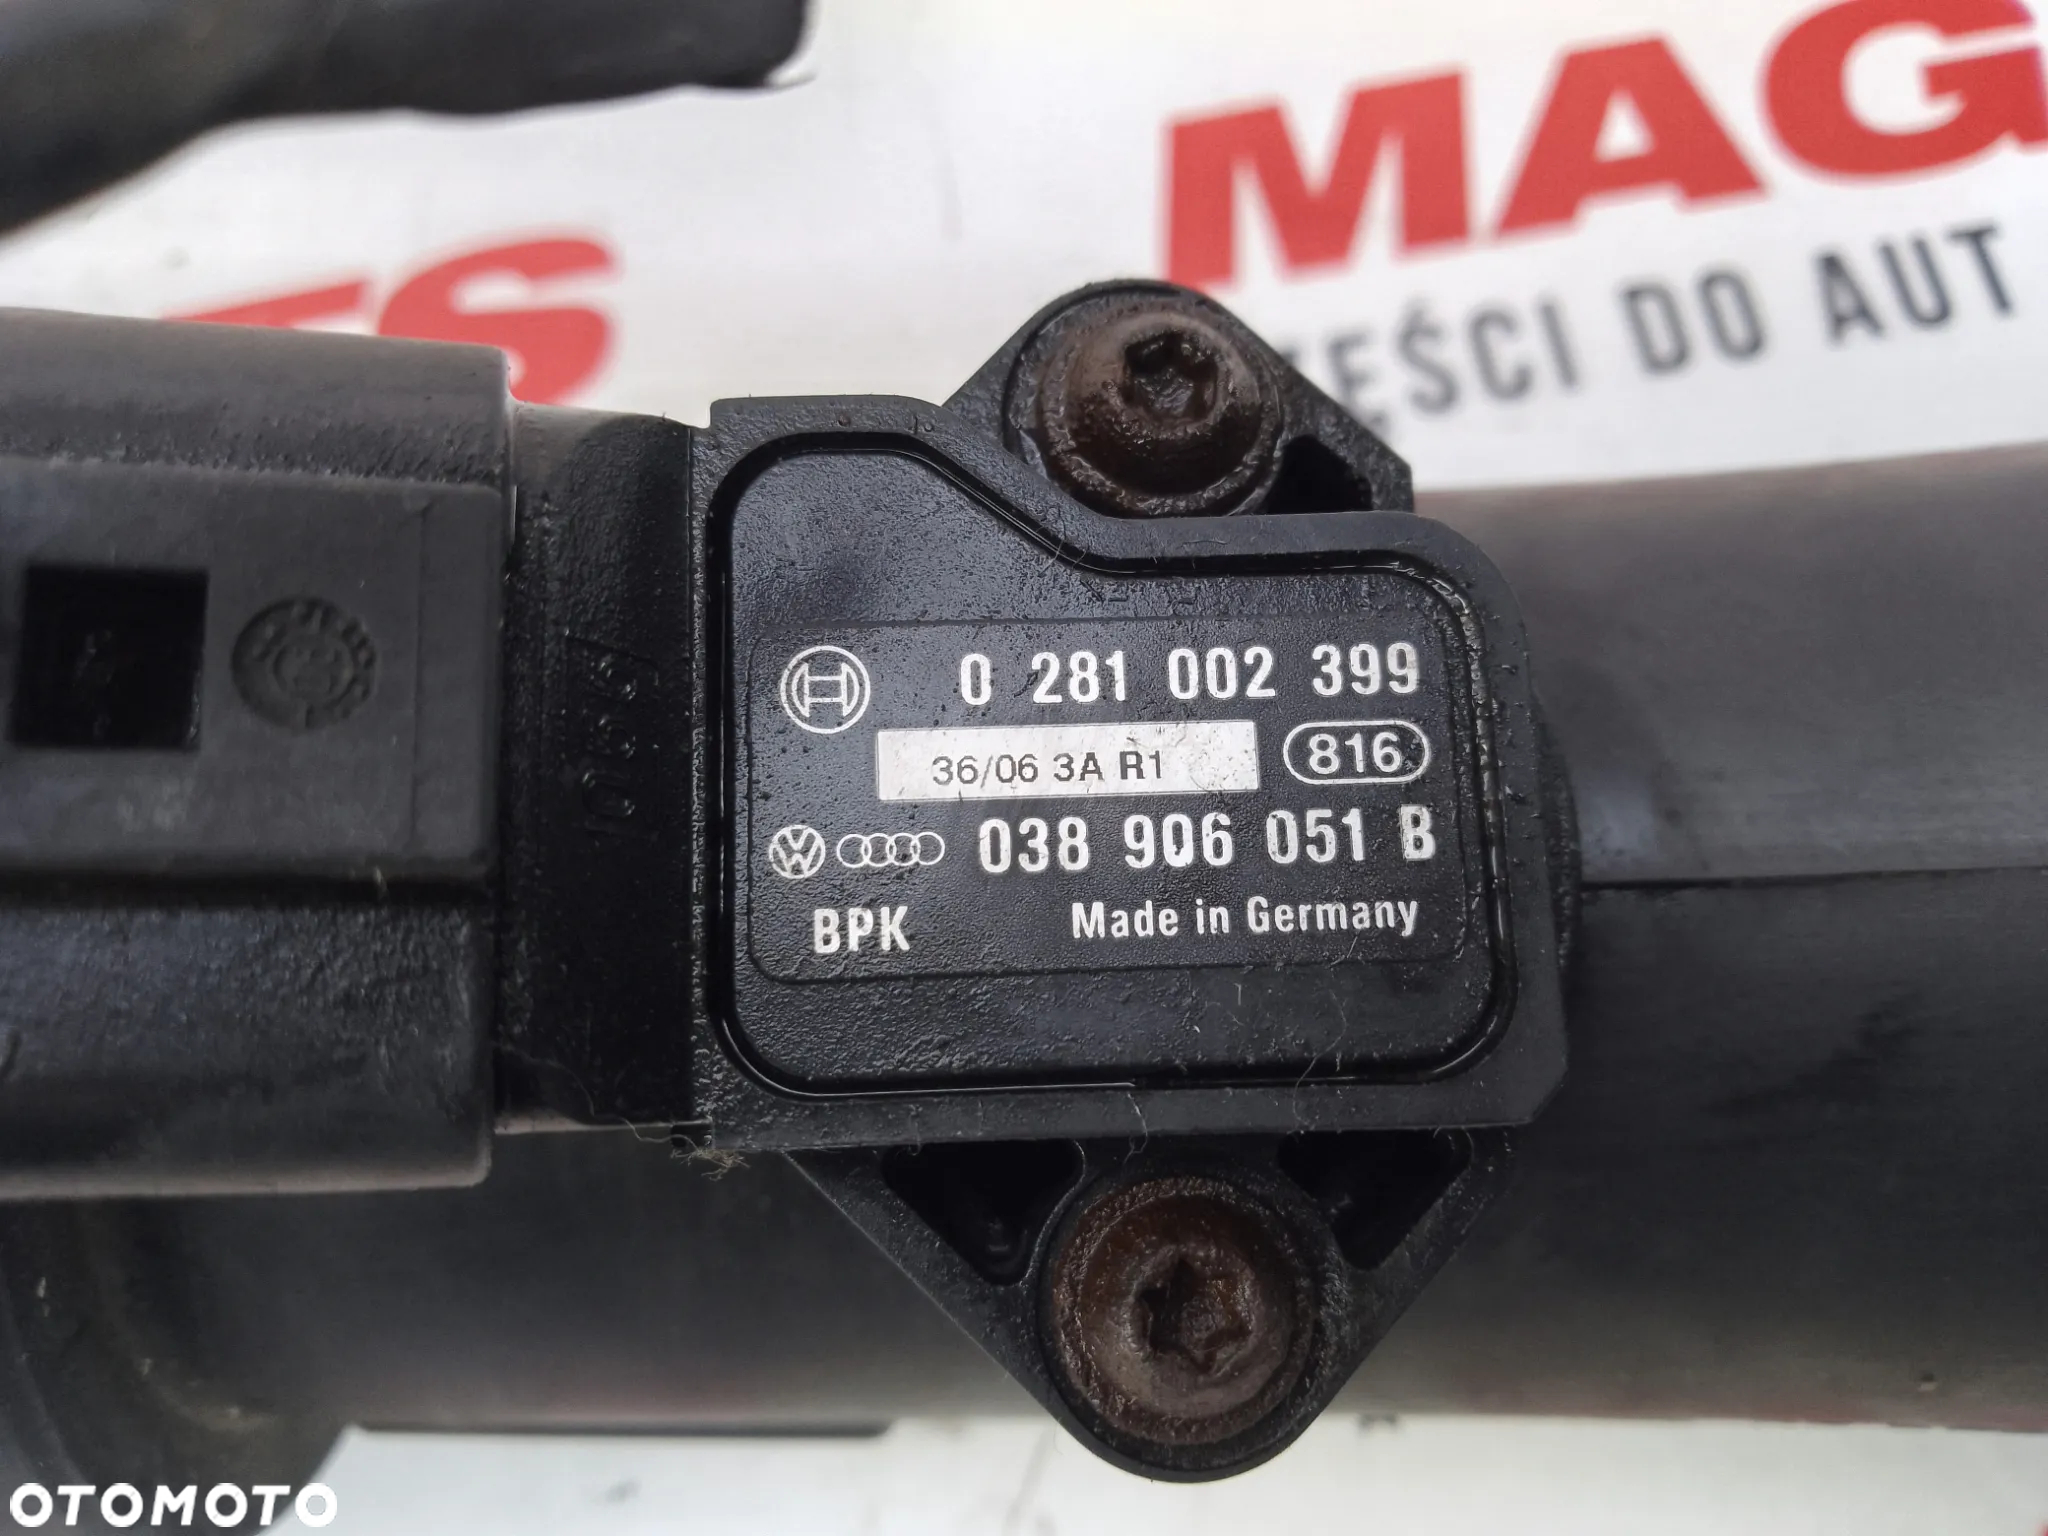 MAG
ĘŚCI DO AUT
TS
0 281 002 399
36/06 3A R1
816
038 906 051 B
BPK
Made in Germany
OTOMOTO